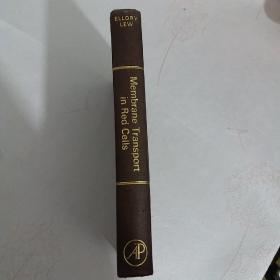 ELLORY
LEW
Membrane Transport
in Red Cells
AP